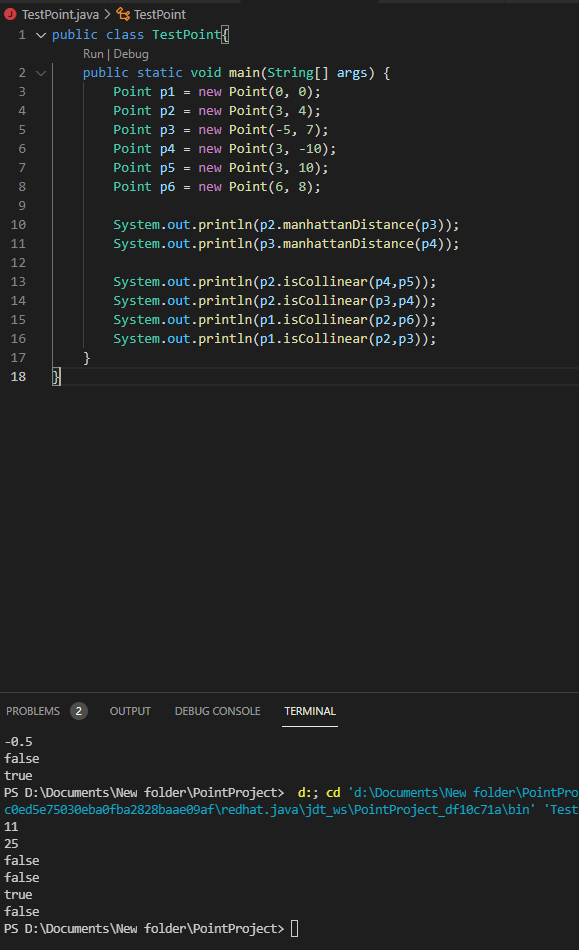 TestPoint.java > TestPoint
1 public class TestPoint{
Run | Debug
2 public static void main(String[] args) {
3 Point p1 = new Point(0, 0);
4 Point p2 = new Point(3, 4);
5 Point p3 = new Point(-5, 7);
6 Point p4 = new Point(3, -10);
7 Point p5 = new Point(3, 10);
8 Point p6 = new Point(6, 8);
9
10 System.out.println(p2.manhattanDistance(p3));
11 System.out.println(p3.manhattanDistance(p4));
12
13 System.out.println(p2.isCollinear(p4,p5));
14 System.out.println(p2.isCollinear(p3,p4));
15 System.out.println(p1.isCollinear(p2,p6));
16 System.out.println(p1.isCollinear(p2,p3));
17 }
18 }
PROBLEMS 2 OUTPUT DEBUG CONSOLE TERMINAL
-0.5
false
true
PS D:\Documents\New folder\PointProject> d:; cd 'd:\Documents\New folder\PointPro
c0ed5e75030eba0fba2828baae09af\redhat.java\jdt_ws\PointProject_df10c71a\bin' 'Test
11
25
false
false
true
false
PS D:\Documents\New folder\PointProject>